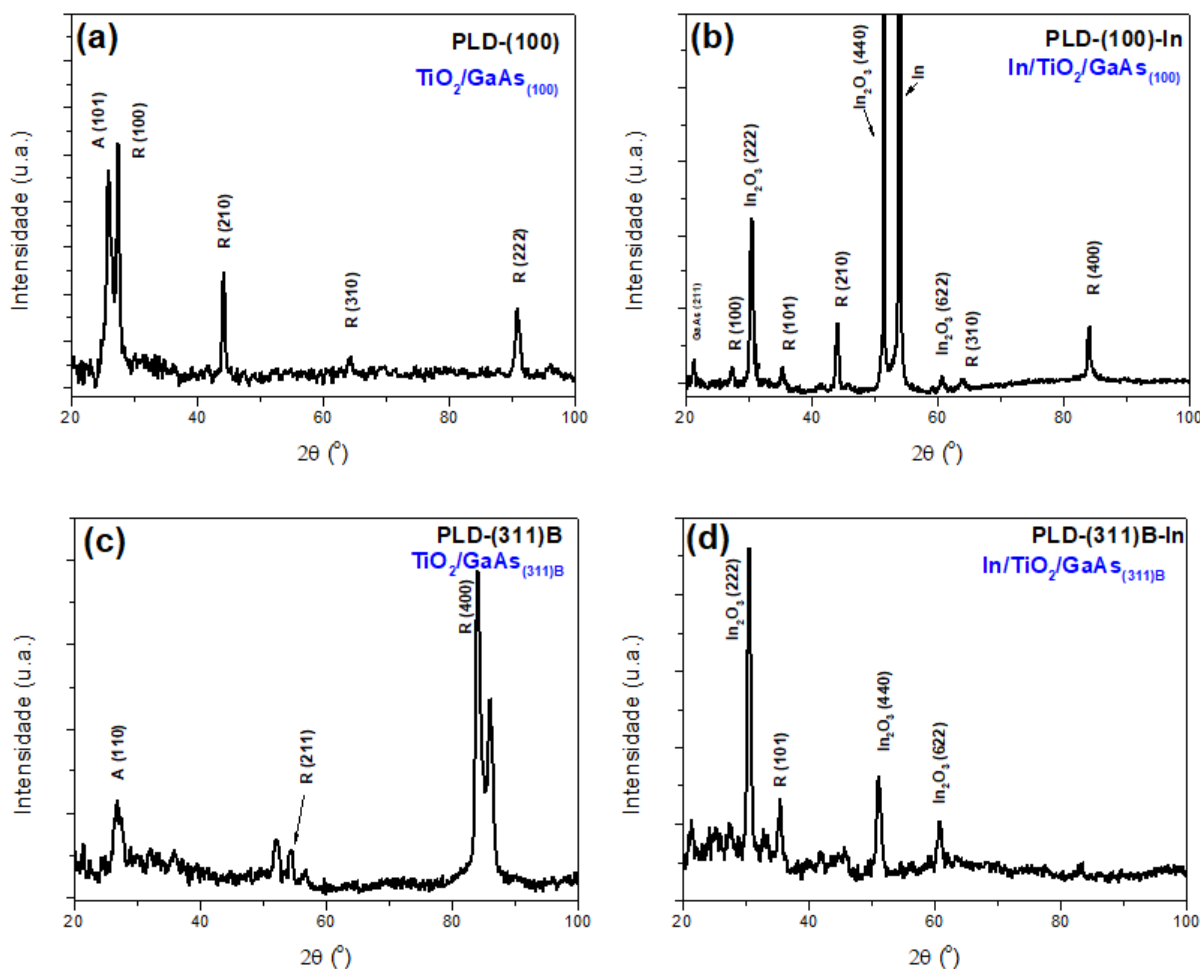 (a)
PLD-(100)
TiO₂/GaAs₍₁₀₀₎
A (101)
R (100)
R (210)
R (310)
R (222)
Intensidade (u.a.)
20 40 60 80 100
2θ (°)
(b)
PLD-(100)-In
In/TiO₂/GaAs₍₁₀₀₎
GaAs (211)
R (100)
In₂O₃ (222)
R (101)
R (210)
In₂O₃ (440)
In
In₂O₃ (622)
R (310)
R (400)
Intensidade (u.a.)
20 40 60 80 100
2θ (°)
(c)
PLD-(311)B
TiO₂/GaAs₍₃₁₁₎B
A (110)
R (211)
R (400)
Intensidade (u.a.)
20 40 60 80 100
2θ (°)
(d)
PLD-(311)B-In
In/TiO₂/GaAs₍₃₁₁₎B
In₂O₃ (222)
R (101)
In₂O₃ (440)
In₂O₃ (622)
Intensidade (u.a.)
20 40 60 80 100
2θ (°)